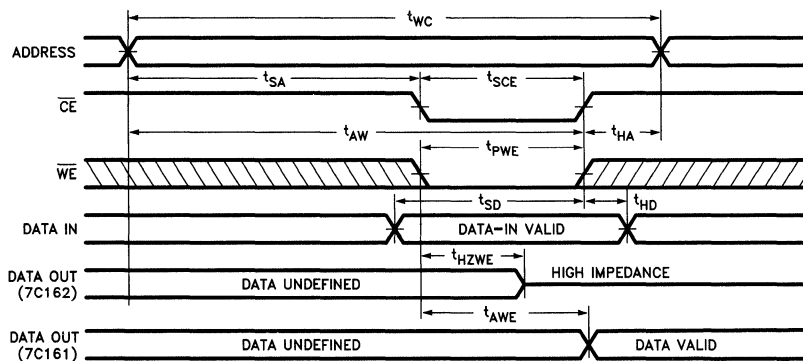 tWC
ADDRESS
tSA tSCE
CE
tAW tHA
tPWE
WE
tSD tHD
DATA IN DATA-IN VALID
tHZWE
DATA OUT (7C162) DATA UNDEFINED HIGH IMPEDANCE
tAWE
DATA OUT (7C161) DATA UNDEFINED DATA VALID